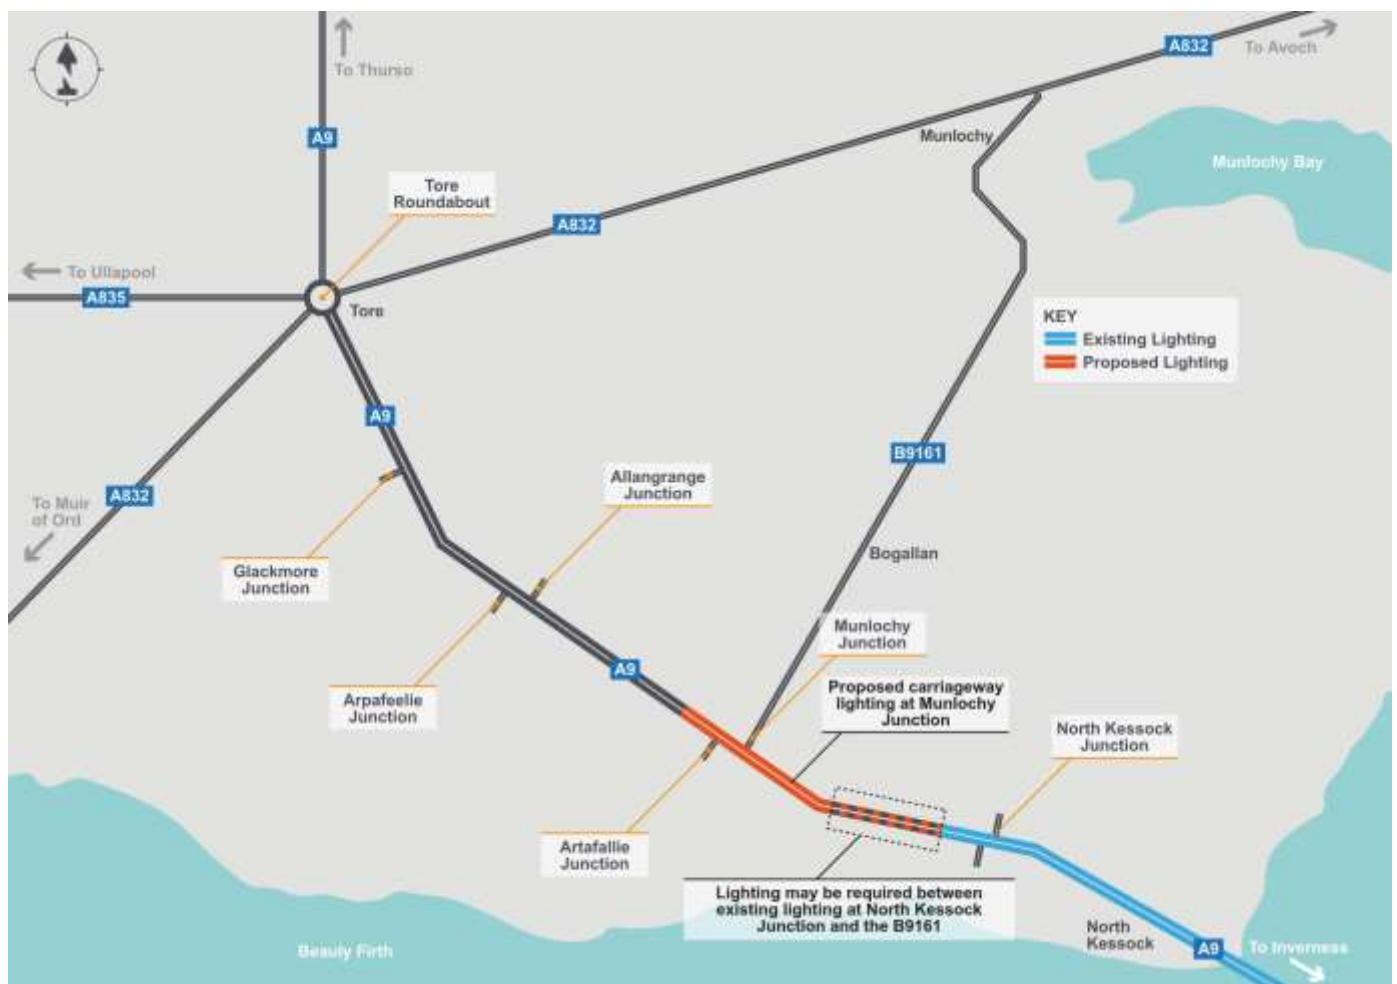 A832
To Avoch
To Thurso
A9
Munlochy
Munlochy Bay
Tore
Roundabout
A832
To Ullapool
A835
Tore
KEY
Existing Lighting
Proposed Lighting
A9
B9161
Allangrange
Junction
To Muir
of Ord
A832
Bogallan
Glackmore
Junction
Munlochy
Junction
A9
Proposed carriageway
lighting at Munlochy
Junction
Arpafeelie
Junction
North Kessock
Junction
Artafallie
Junction
Lighting may be required between
existing lighting at North Kessock
Junction and the B9161
North
Kessock
Beauly Firth
A9
To Inverness